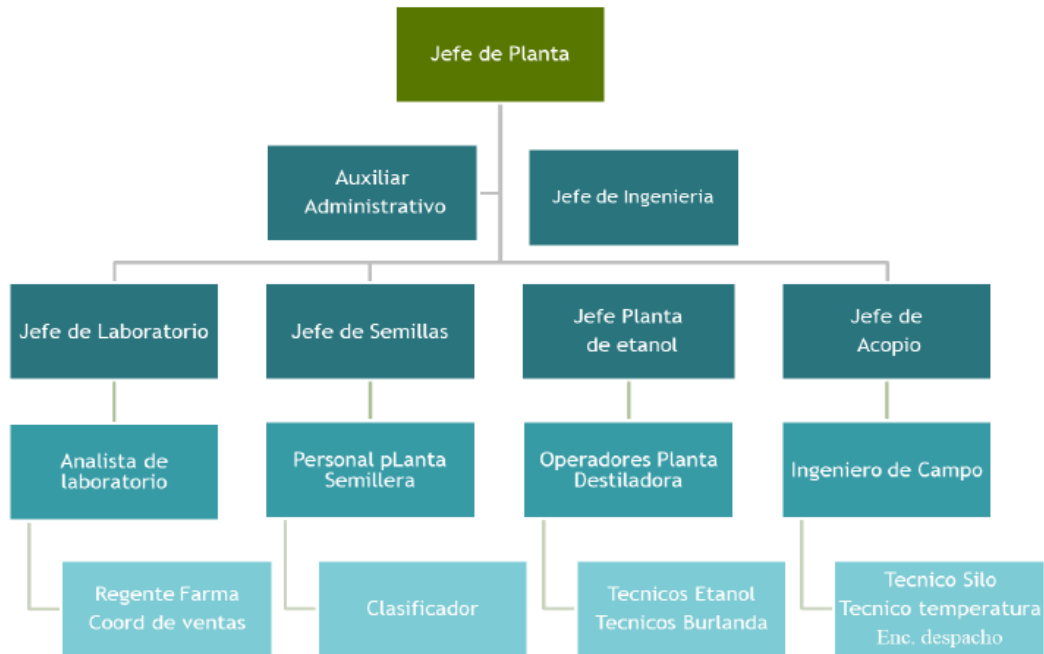 Jefe de Planta
Auxiliar
Administrativo
Jefe de Ingenieria
Jefe de Laboratorio
Jefe de Semillas
Jefe Planta
de etanol
Jefe de
Acopio
Analista de
laboratorio
Personal pLanta
Semillera
Operadores Planta
Destiladora
Ingeniero de Campo
Regente Farma
Coord de ventas
Clasificador
Tecnicos Etanol
Tecnicos Burlanda
Tecnico Silo
Tecnico temperatura
Enc. despacho